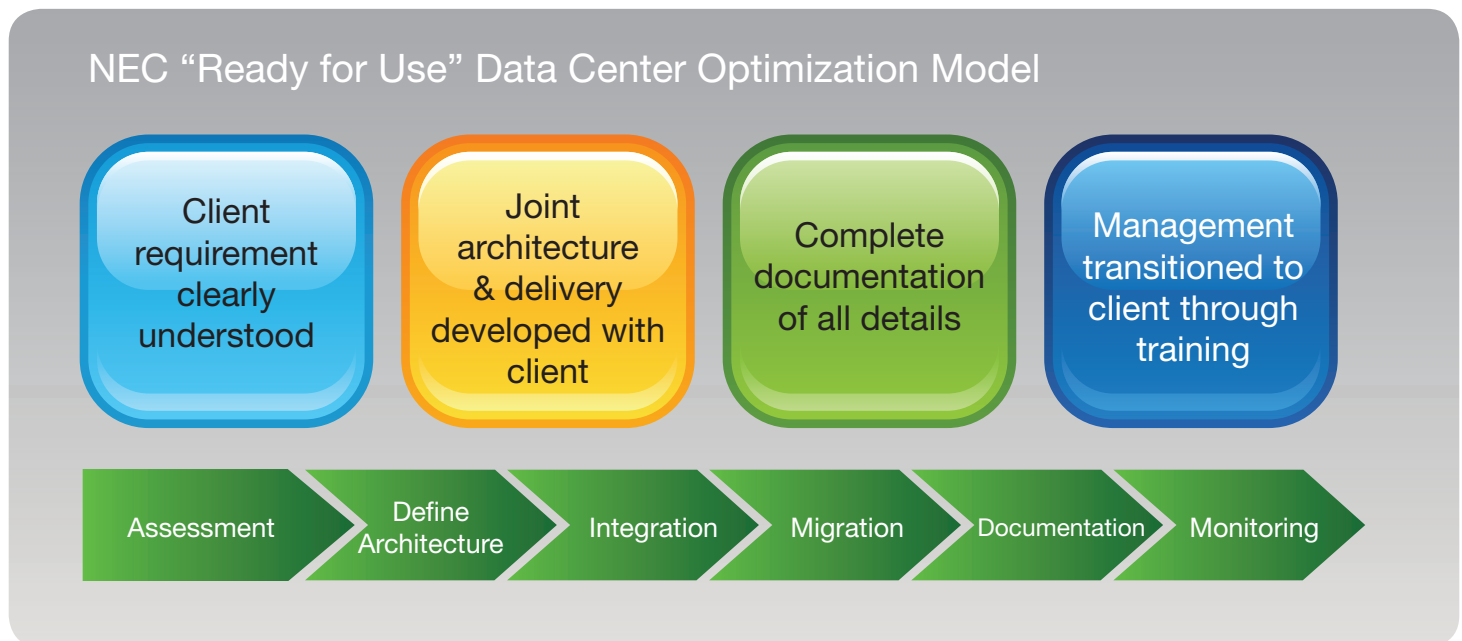 NEC “Ready for Use” Data Center Optimization Model
Client
requirement
clearly
understood
Joint
architecture
& delivery
developed with
client
Complete
documentation
of all details
Management
transitioned to
client through
training
Assessment
Define
Architecture
Integration
Migration
Documentation
Monitoring